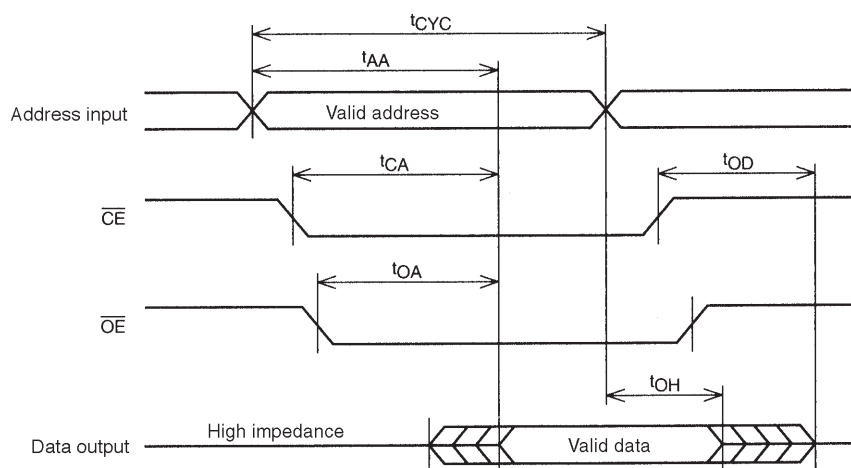 tCYC
tAA
Address input
Valid address
tCA
tOD
CE
tOA
OE
tOH
High impedance
Data output
Valid data